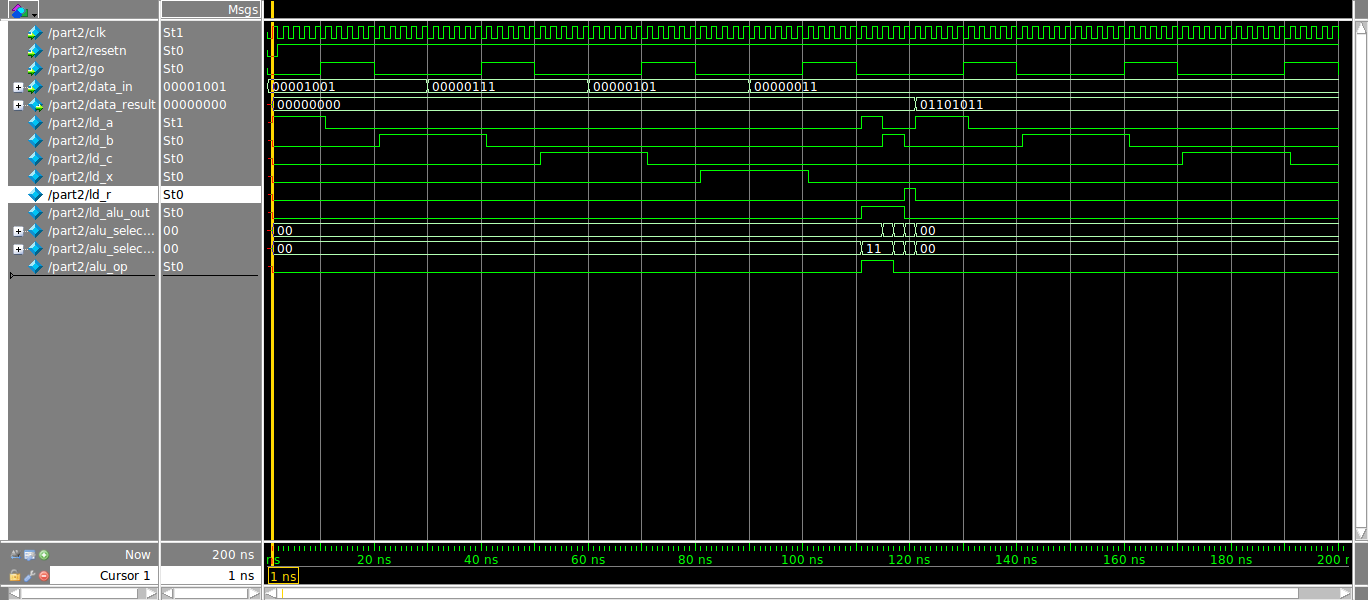 Msgs
/part2/clk St1
/part2/resetn St0
/part2/go St0
/part2/data_in 00001001 00001001 00000111 00000101 00000011
/part2/data_result 00000000 00000000 01101011
/part2/ld_a St1
/part2/ld_b St0
/part2/ld_c St0
/part2/ld_x St0
/part2/ld_r St0
/part2/ld_alu_out St0
/part2/alu_selec... 00 00 00
/part2/alu_selec... 00 00 11 00
/part2/alu_op St0
Now 200 ns ns 20 ns 40 ns 60 ns 80 ns 100 ns 120 ns 140 ns 160 ns 180 ns 200
Cursor 1 1 ns 1 ns